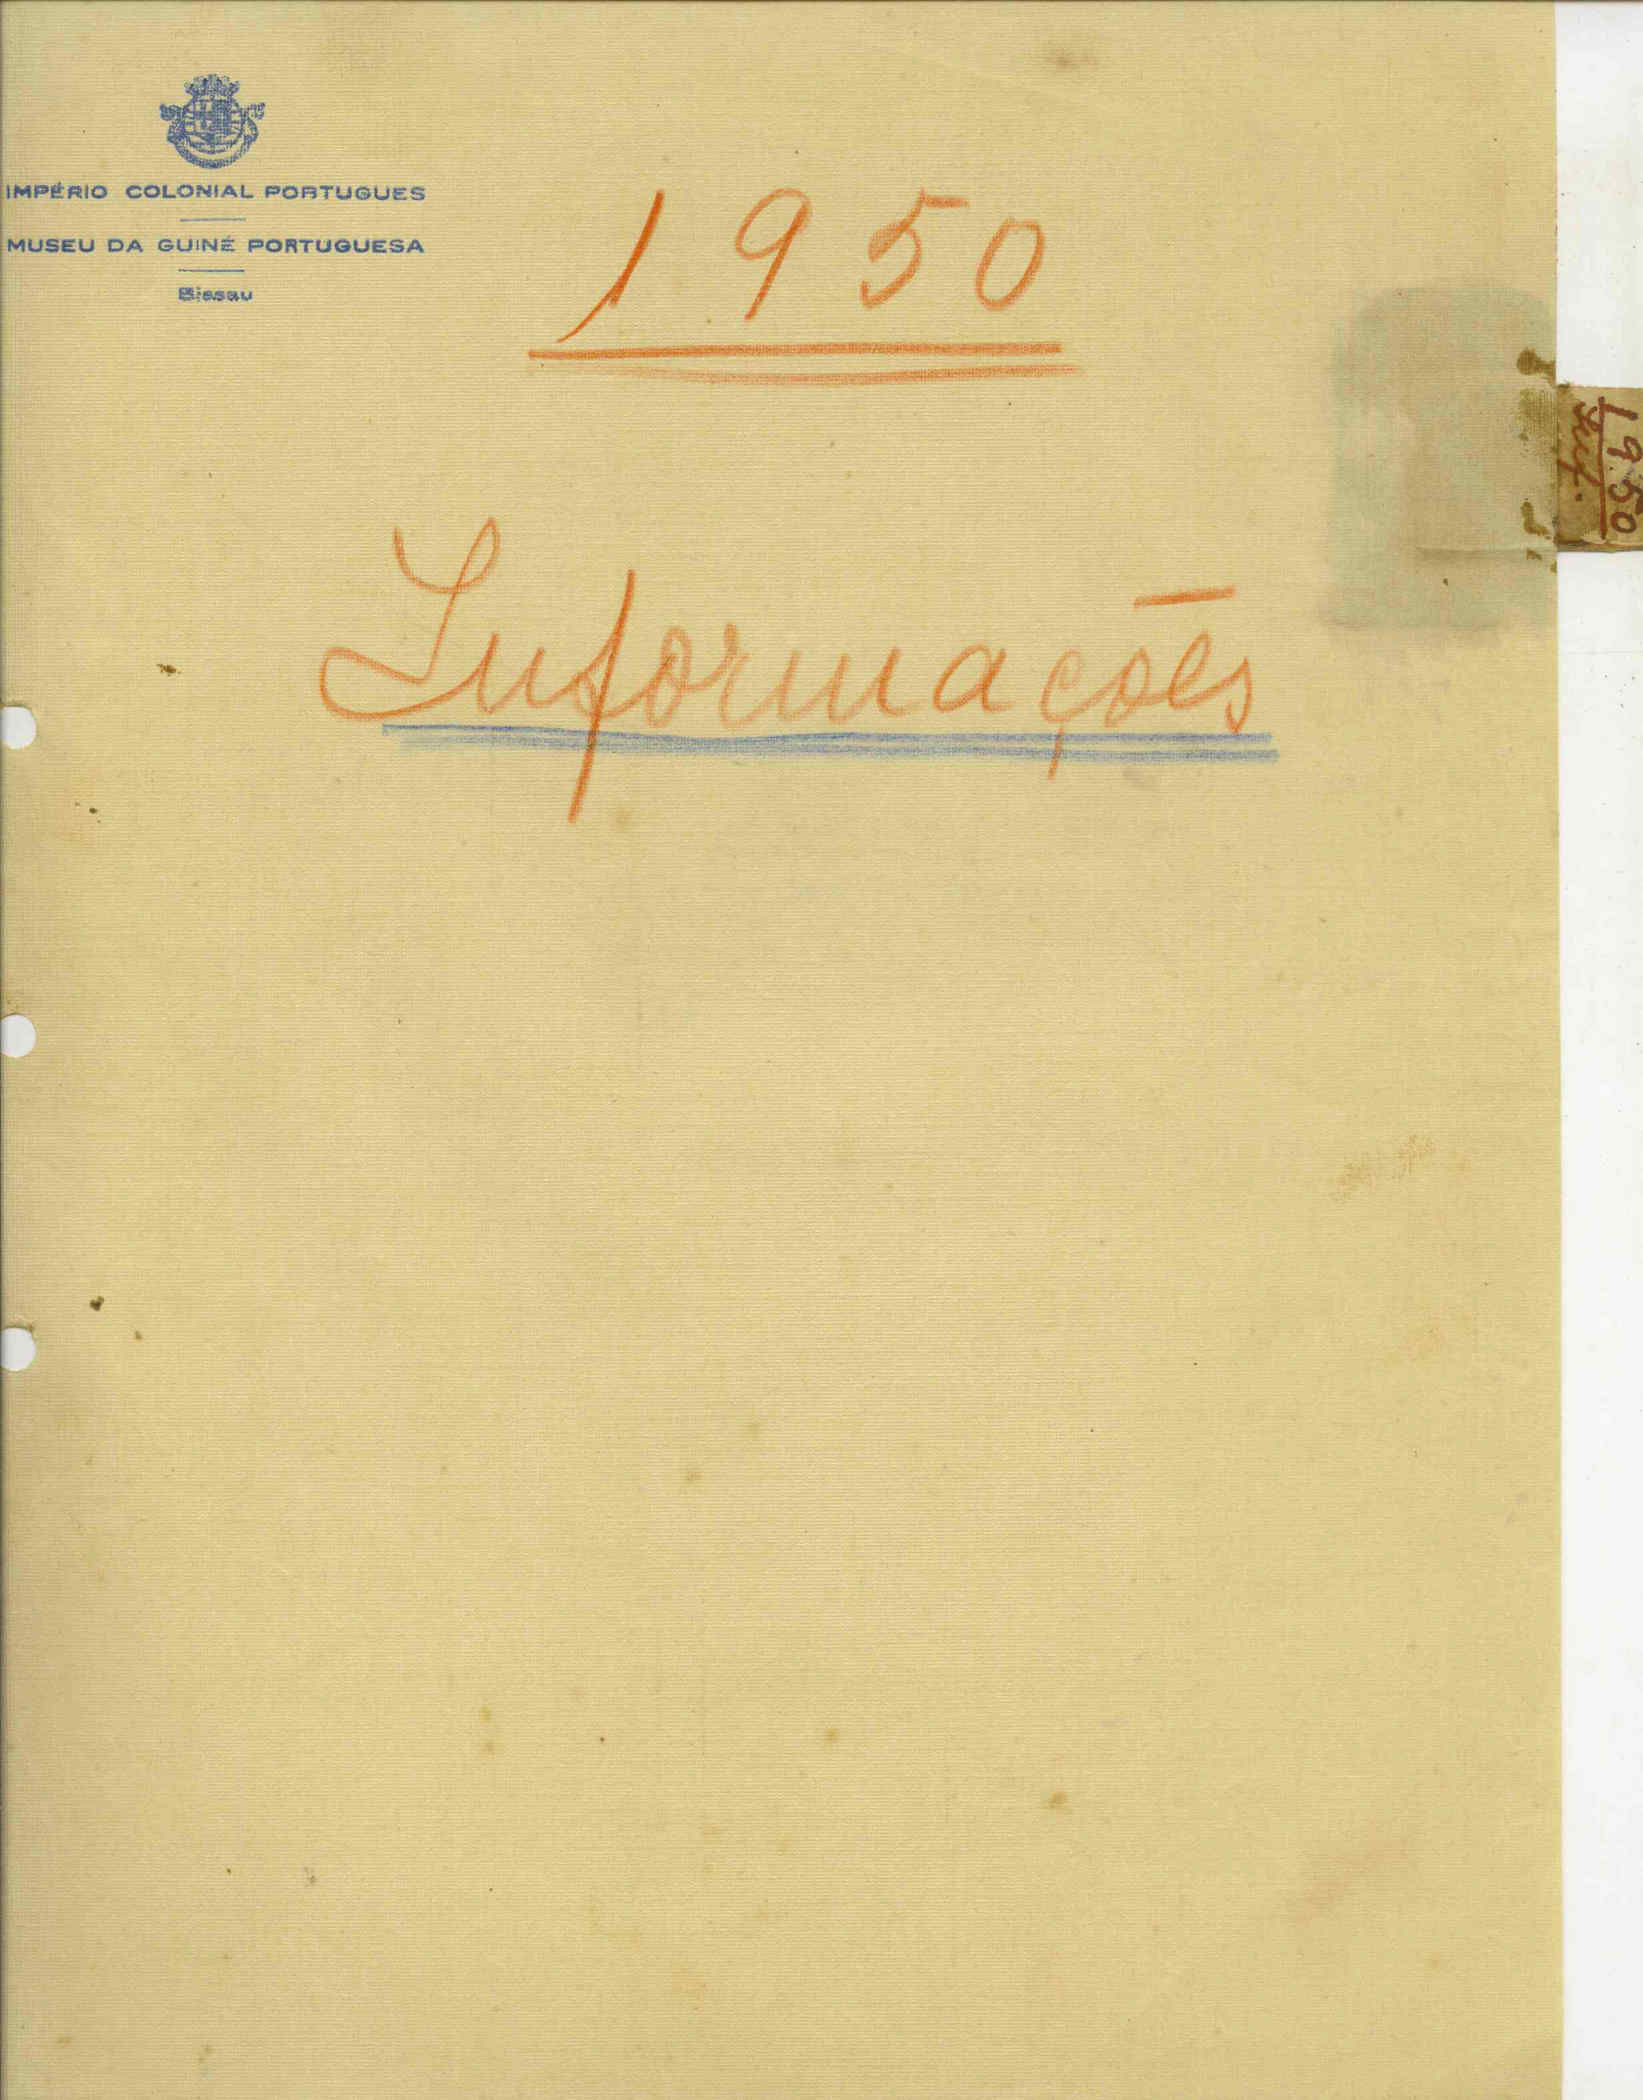 IMPÉRIO COLONIAL PORTUGUES
MUSEU DA GUINÉ PORTUGUESA
Bissau
1950
Informações
1950
Inf.